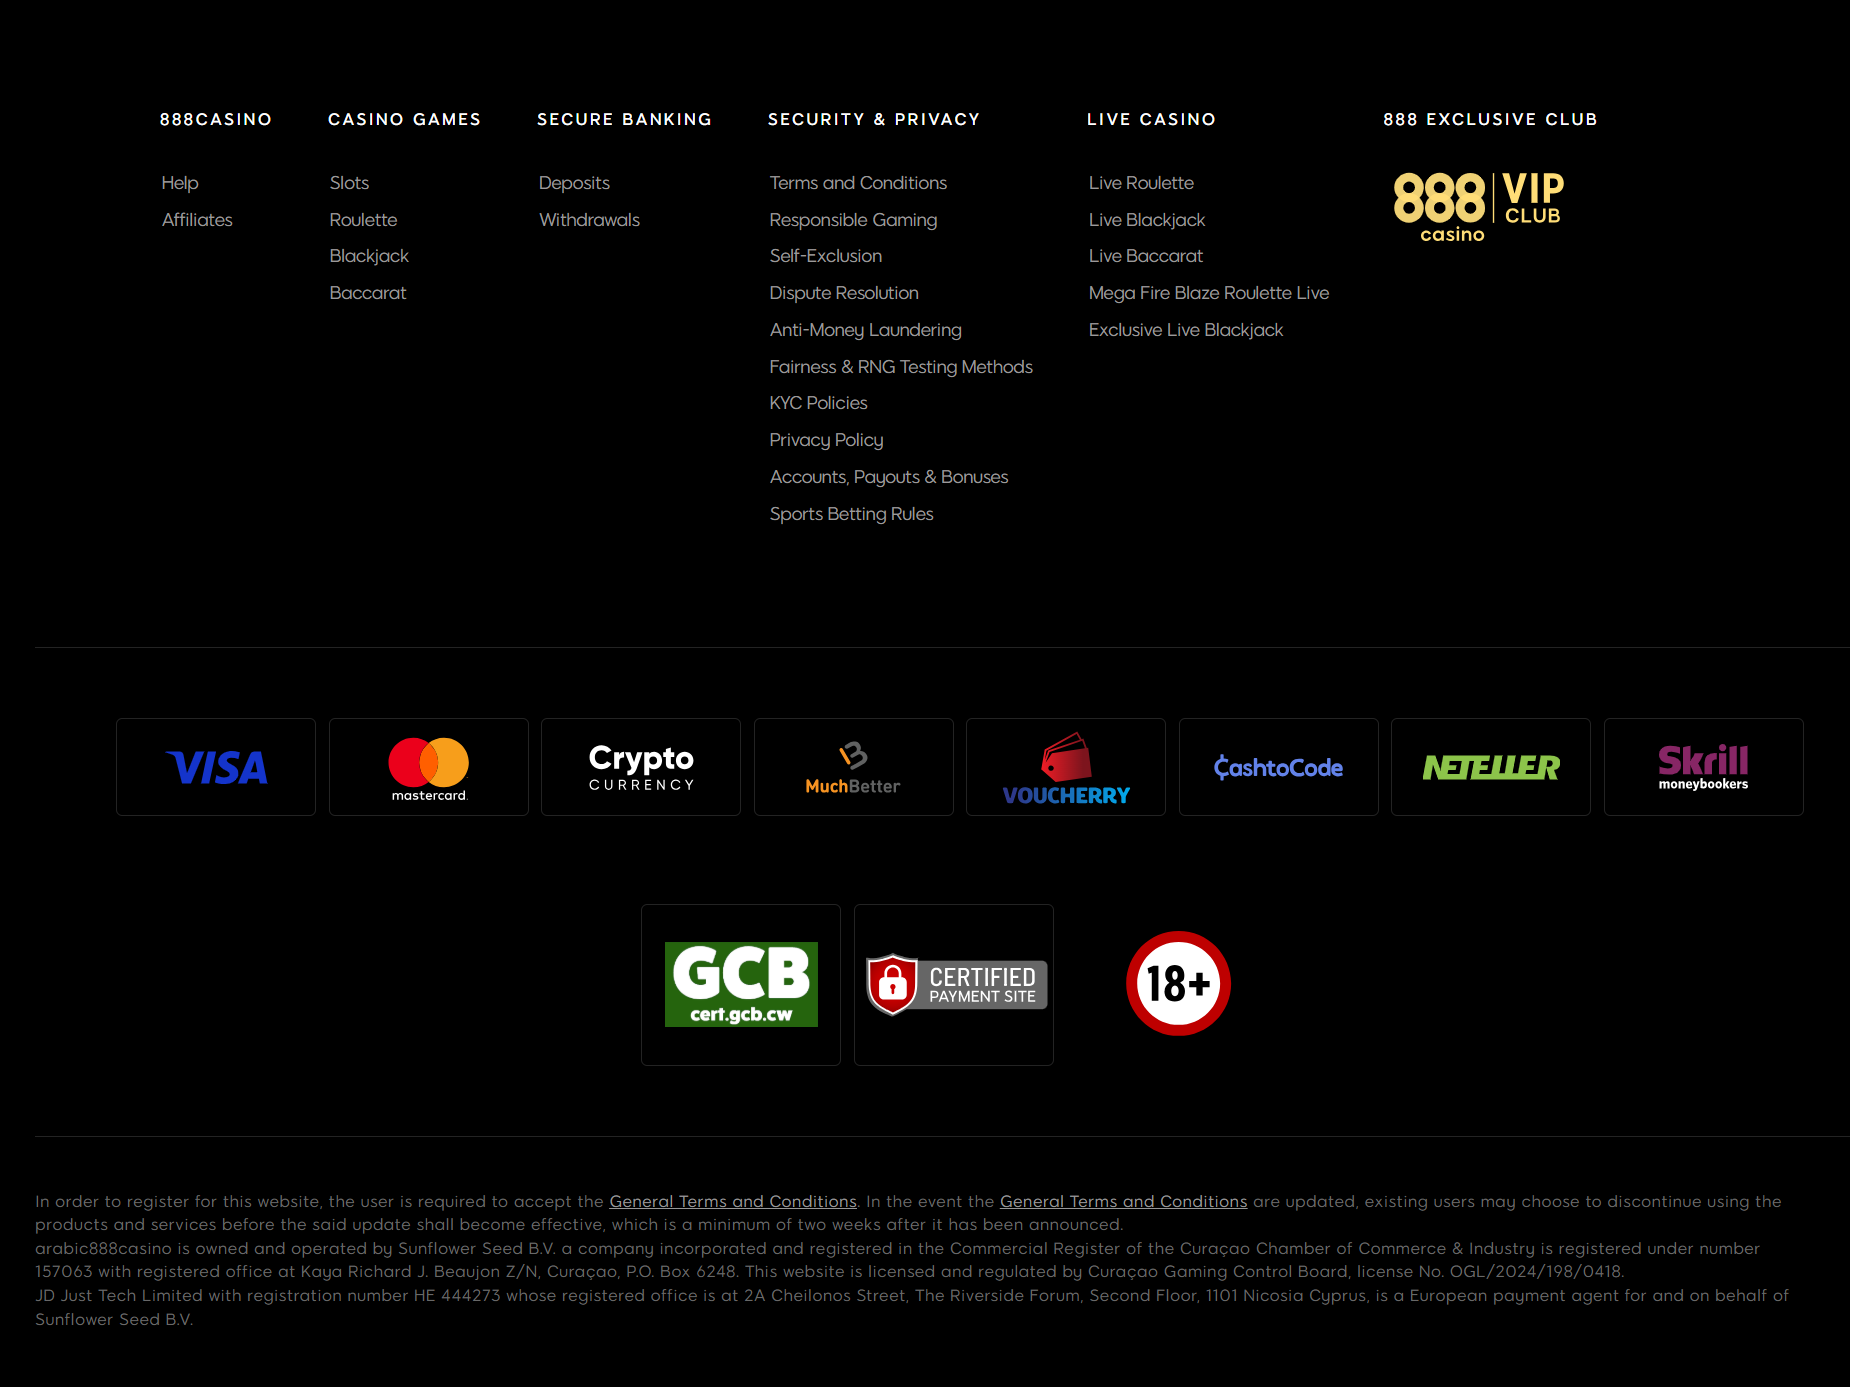 888CASINO
Help
Affiliates
CASINO GAMES
Slots
Roulette
Blackjack
Baccarat
SECURE BANKING
Deposits
Withdrawals
SECURITY & PRIVACY
Terms and Conditions
Responsible Gaming
Self-Exclusion
Dispute Resolution
Anti-Money Laundering
Fairness & RNG Testing Methods
KYC Policies
Privacy Policy
Accounts, Payouts & Bonuses
Sports Betting Rules
LIVE CASINO
Live Roulette
Live Blackjack
Live Baccarat
Mega Fire Blaze Roulette Live
Exclusive Live Blackjack
888 EXCLUSIVE CLUB
888 VIP
CLUB
casino
VISA
mastercard.
Crypto
CURRENCY
MuchBetter
VOUCHERRY
₵ashtoCode
NETELLER
Skrill
moneybookers
GCB
cert.gcb.cw
CERTIFIED
PAYMENT SITE
18+
In order to register for this website, the user is required to accept the General Terms and Conditions. In the event the General Terms and Conditions are updated, existing users may choose to discontinue using the
products and services before the said update shall become effective, which is a minimum of two weeks after it has been announced.
arabic888casino is owned and operated by Sunflower Seed B.V. a company incorporated and registered in the Commercial Register of the Curaçao Chamber of Commerce & Industry is registered under number
157063 with registered office at Kaya Richard J. Beaujon Z/N, Curaçao, P.O. Box 6248. This website is licensed and regulated by Curaçao Gaming Control Board, license No. OGL/2024/198/0418.
JD Just Tech Limited with registration number HE 444273 whose registered office is at 2A Cheilonos Street, The Riverside Forum, Second Floor, 1101 Nicosia Cyprus, is a European payment agent for and on behalf of
Sunflower Seed B.V.